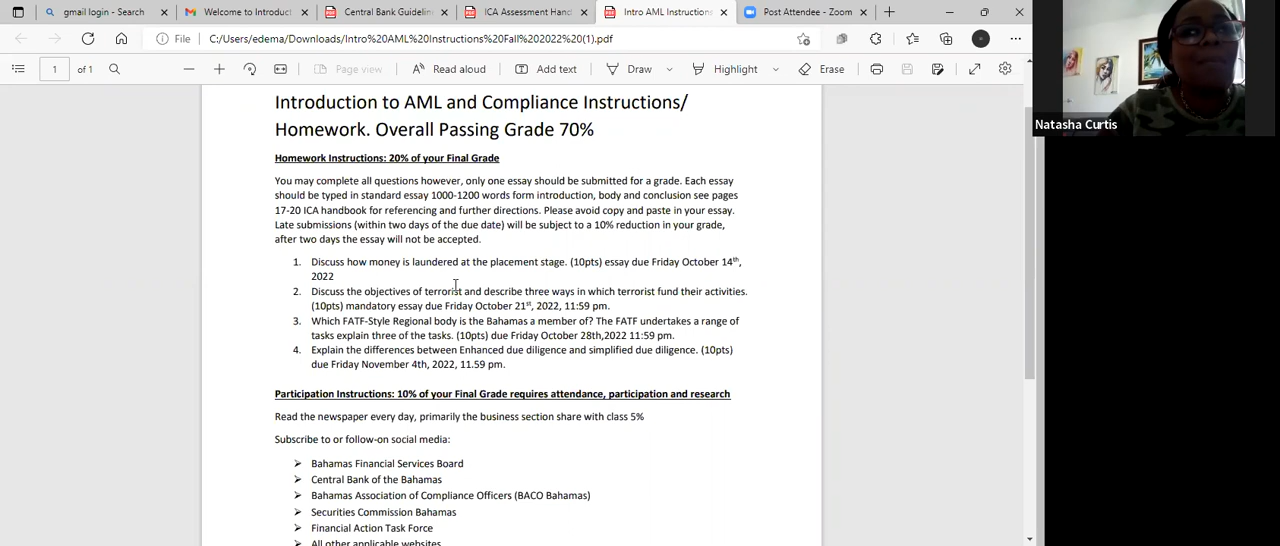 gmail login - Search
Welcome to Introduct
Central Bank Guidelin
ICA Assessment Hand
Intro AML Instructions
Post Attendee - Zoom
File
C:/Users/edema/Downloads/Intro%20AML%20Instructions%20Fall%202022%20(1).pdf
1 of 1
Page view
Read aloud
Add text
Draw
Highlight
Erase
Natasha Curtis
Introduction to AML and Compliance Instructions/
Homework. Overall Passing Grade 70%
Homework Instructions: 20% of your Final Grade
You may complete all questions however, only one essay should be submitted for a grade. Each essay
should be typed in standard essay 1000-1200 words form introduction, body and conclusion see pages
17-20 ICA handbook for referencing and further directions. Please avoid copy and paste in your essay.
Late submissions (within two days of the due date) will be subject to a 10% reduction in your grade,
after two days the essay will not be accepted.
1. Discuss how money is laundered at the placement stage. (10pts) essay due Friday October 14th,
2022
2. Discuss the objectives of terrorist and describe three ways in which terrorist fund their activities.
(10pts) mandatory essay due Friday October 21st, 2022, 11:59 pm.
3. Which FATF-Style Regional body is the Bahamas a member of? The FATF undertakes a range of
tasks explain three of the tasks. (10pts) due Friday October 28th,2022 11:59 pm.
4. Explain the differences between Enhanced due diligence and simplified due diligence. (10pts)
due Friday November 4th, 2022, 11.59 pm.
Participation Instructions: 10% of your Final Grade requires attendance, participation and research
Read the newspaper every day, primarily the business section share with class 5%
Subscribe to or follow-on social media:
➢ Bahamas Financial Services Board
➢ Central Bank of the Bahamas
➢ Bahamas Association of Compliance Officers (BACO Bahamas)
➢ Securities Commission Bahamas
➢ Financial Action Task Force
➢ All other applicable websites